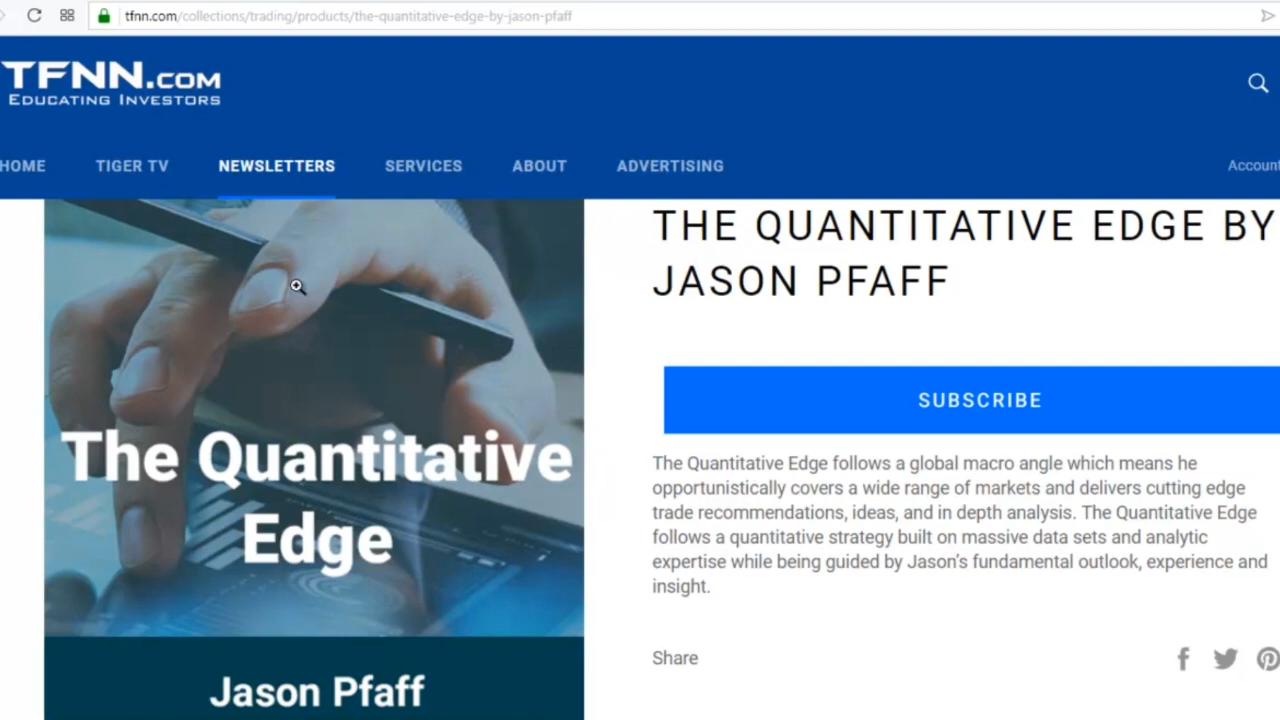 tfnn.com/collections/trading/products/the-quantitative-edge-by-jason-pfaff
TFNN.COM
EDUCATING INVESTORS
HOME TIGER TV NEWSLETTERS SERVICES ABOUT ADVERTISING Account
THE QUANTITATIVE EDGE BY
JASON PFAFF
SUBSCRIBE
The Quantitative Edge follows a global macro angle which means he
opportunistically covers a wide range of markets and delivers cutting edge
trade recommendations, ideas, and in depth analysis. The Quantitative Edge
follows a quantitative strategy built on massive data sets and analytic
expertise while being guided by Jason's fundamental outlook, experience and
insight.
Share
The Quantitative
Edge
Jason Pfaff